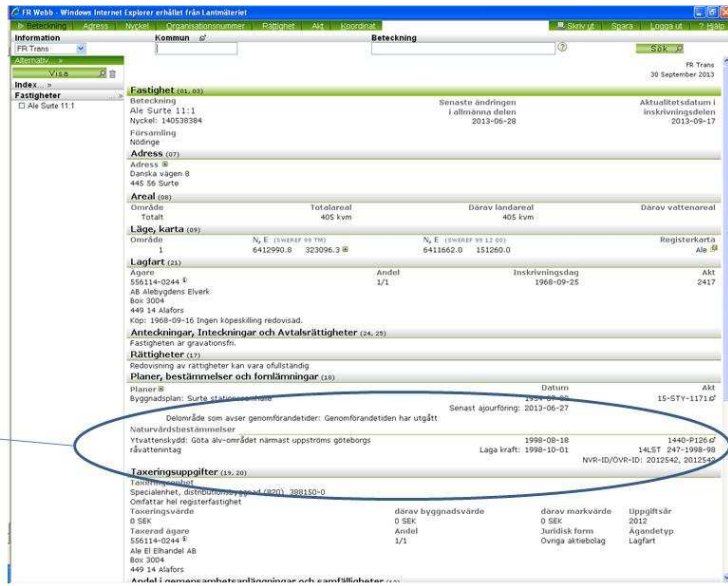 FR Webb - Windows Internet Explorer erhållet från Lantmäteriet
Beteckning Adress Nyckel Organisationsnummer Rättighet Akt Koordinat Skriv ut Spara Logga ut ? Hjälp
Information Kommun Beteckning
FR Trans Sök
Alternativ... »
Visa
Index... »
Fastigheter ... »
Ale Surte 11:1
FR Trans
30 September 2013
Fastighet (01, 03)
Beteckning Senaste ändringen Aktualitetsdatum i
Ale Surte 11:1 i allmänna delen inskrivningsdelen
Nyckel: 140538384 2013-06-28 2013-09-17
Församling
Nödinge
Adress (07)
Adress
Danska vägen 8
445 56 Surte
Areal (08)
Område Totalareal Därav landareal Därav vattenareal
Totalt 405 kvm 405 kvm
Läge, karta (09)
Område N, E (SWEREF 99 TM) N, E (SWEREF 99 12 00) Registerkarta
1 6412990.8 323096.3 6411662.0 151260.0 Ale
Lagfart (21)
Ägare Andel Inskrivningsdag Akt
556114-0244 1/1 1968-09-25 2417
AB Alebygdens Elverk
Box 3004
449 14 Alafors
Köp: 1968-09-16 Ingen köpeskilling redovisad.
Anteckningar, Inteckningar och Avtalsrättigheter (24, 25)
Fastigheten är gravationsfri.
Rättigheter (17)
Redovisning av rättigheter kan vara ofullständig
Planer, bestämmelser och fornlämningar (18)
Planer Datum Akt
Byggnadsplan: Surte 15-STY-1171
Senast ajourföring: 2013-06-27
Delområde som avser genomförandetider: Genomförandetiden har utgått
Naturvårdsbestämmelser
Ytvattenskydd: Göta älv-området närmast uppströms göteborgs 1998-08-18 1440-P126
råvattenintag Laga kraft: 1998-10-01 14LST 247-1998-98
NVR-ID/ÖVR-ID: 2012542, 2012542
Taxeringsuppgifter (19, 20)
Taxeringsenhet
Specialenhet, distributionsbyggnad (820) 388150-0
Omfattar hel registerfastighet
Taxeringsvärde därav byggnadsvärde därav markvärde Uppgiftsår
0 SEK 0 SEK 0 SEK 2012
Taxerad ägare Andel Juridisk form Ägandetyp
556114-0244 1/1 Övriga aktiebolag Lagfart
Ale El Elhandel AB
Box 3004
449 14 Alafors
Andel i gemensamhetsanläggningar och samfälligheter